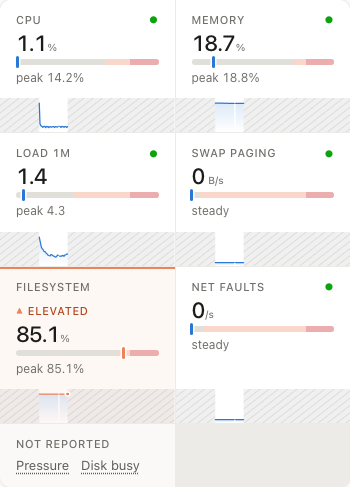 CPU
1.1%
peak 14.2%
MEMORY
18.7%
peak 18.8%
LOAD 1M
1.4
peak 4.3
SWAP PAGING
0 B/s
steady
FILESYSTEM
▲ ELEVATED
85.1%
peak 85.1%
NET FAULTS
0/s
steady
NOT REPORTED
Pressure Disk busy